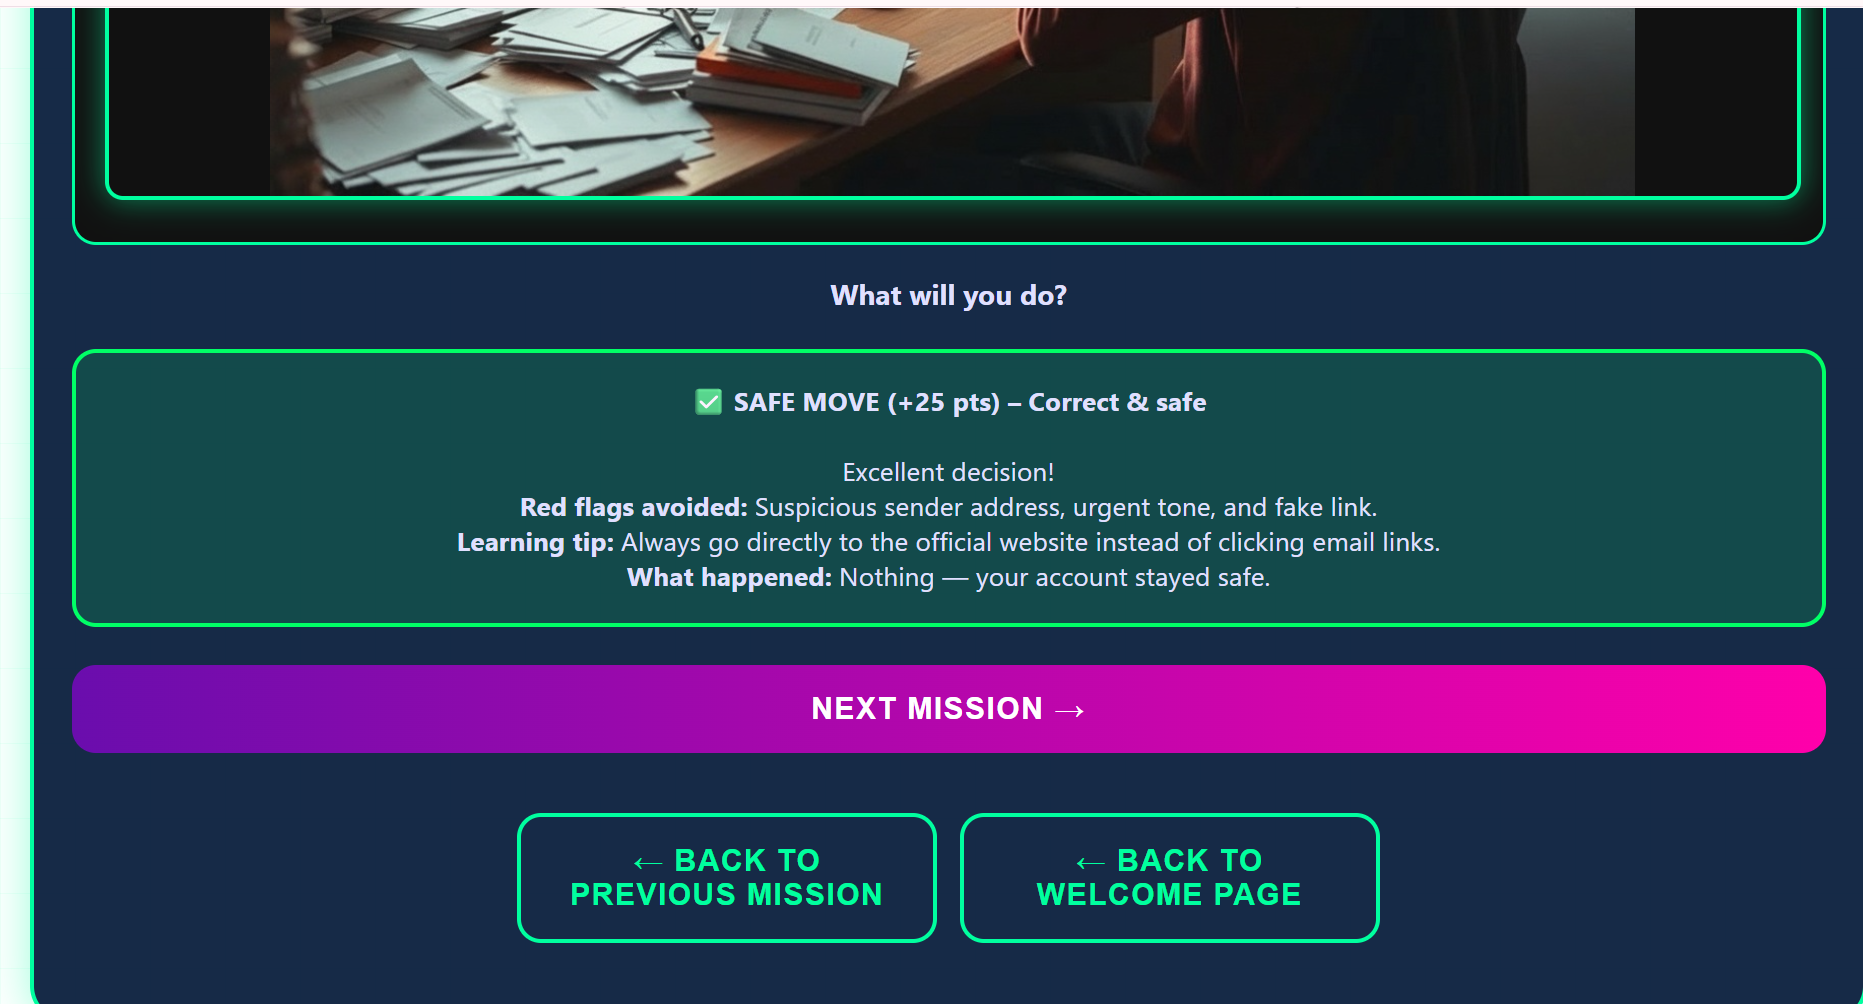 What will you do?
✅ SAFE MOVE (+25 pts) – Correct & safe
Excellent decision!
Red flags avoided: Suspicious sender address, urgent tone, and fake link.
Learning tip: Always go directly to the official website instead of clicking email links.
What happened: Nothing — your account stayed safe.
NEXT MISSION →
← BACK TO
PREVIOUS MISSION
← BACK TO
WELCOME PAGE